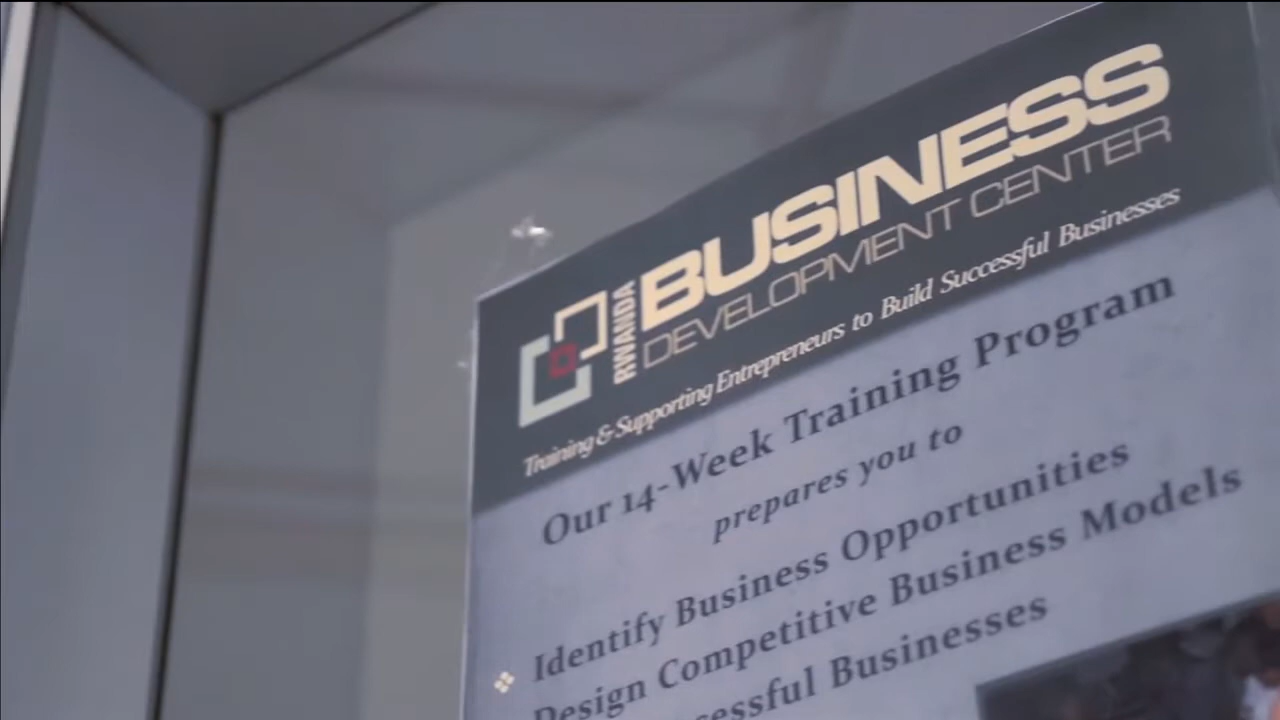 RWANDA
BUSINESS
DEVELOPMENT CENTER
Training & Supporting Entrepreneurs to Build Successful Businesses
Our 14-Week Training Program
prepares you to
Identify Business Opportunities
Design Competitive Business Models
Businesses